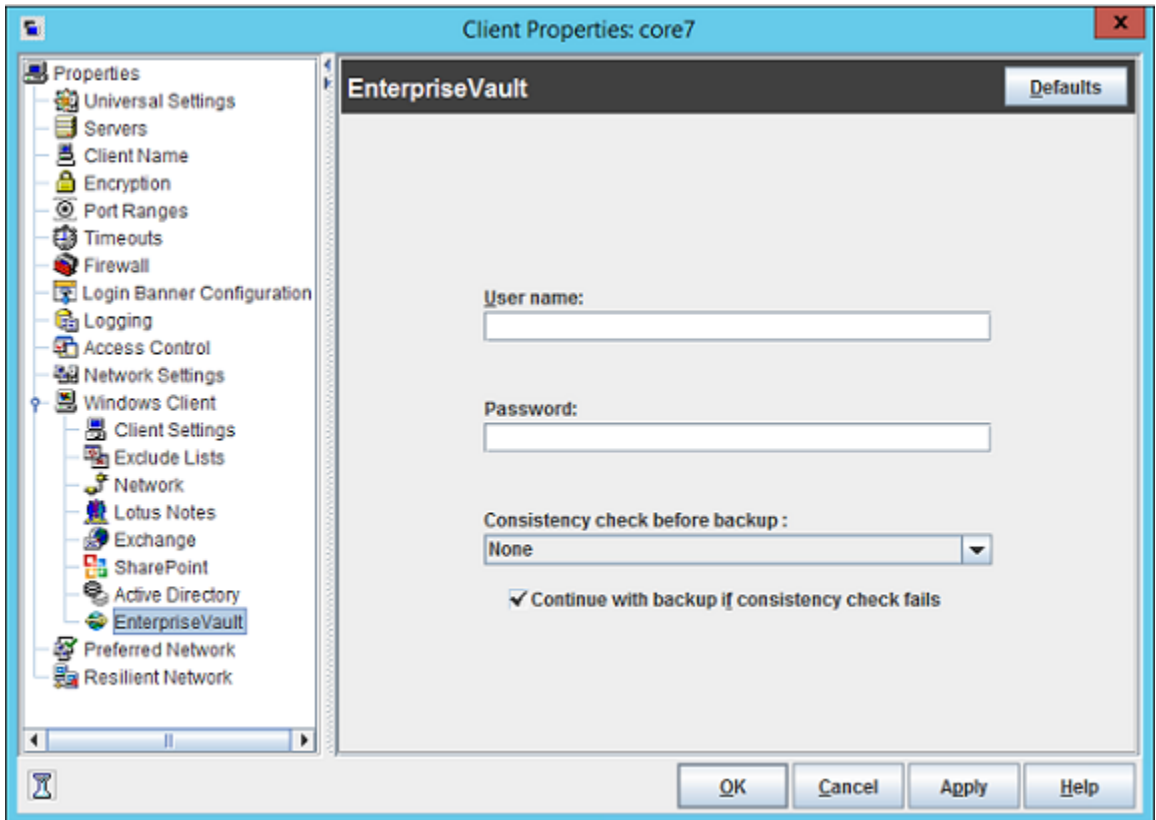 Client Properties: core7
x
Properties
Universal Settings
Servers
Client Name
Encryption
Port Ranges
Timeouts
Firewall
Login Banner Configuration
Logging
Access Control
Network Settings
Windows Client
Client Settings
Exclude Lists
Network
Lotus Notes
Exchange
SharePoint
Active Directory
EnterpriseVault
Preferred Network
Resilient Network
EnterpriseVault
Defaults
User name:
Password:
Consistency check before backup :
None
Continue with backup if consistency check fails
OK
Cancel
Apply
Help